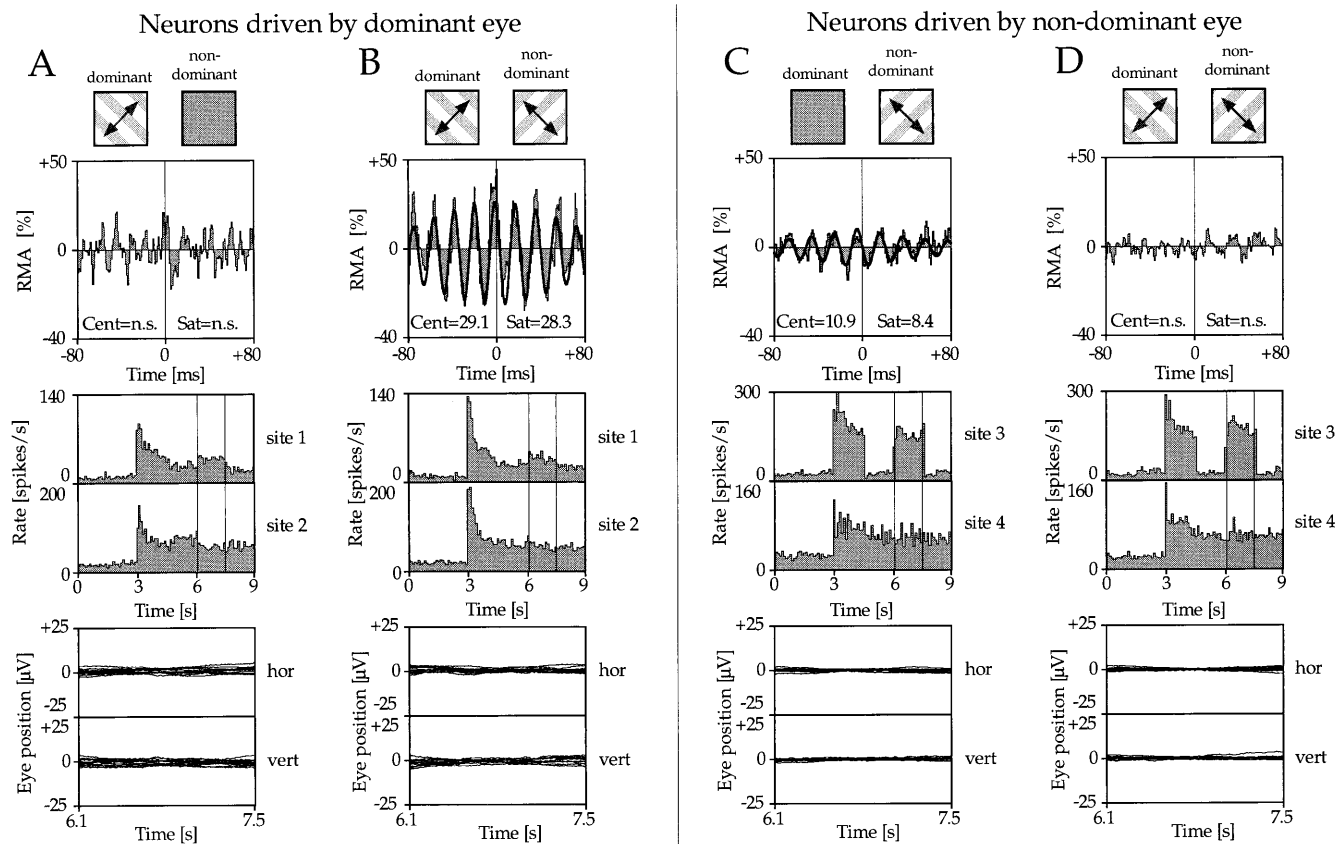 Neurons driven by dominant eye
Neurons driven by non-dominant eye
A
dominant
non-
dominant
B
dominant
non-
dominant
C
dominant
non-
dominant
D
dominant
non-
dominant
+50
RMA [%]
0
-40
Cent=n.s. Sat=n.s.
-80 0 +80
Time [ms]
+50
RMA [%]
0
-40
Cent=29.1 Sat=28.3
-80 0 +80
Time [ms]
+50
RMA [%]
0
-40
Cent=10.9 Sat=8.4
-80 0 +80
Time [ms]
+50
RMA [%]
0
-40
Cent=n.s. Sat=n.s.
-80 0 +80
Time [ms]
Rate [spikes/s]
140
0
site 1
200
0
site 2
0 3 6 9
Time [s]
Rate [spikes/s]
140
0
site 1
200
0
site 2
0 3 6 9
Time [s]
Rate [spikes/s]
300
0
site 3
160
0
site 4
0 3 6 9
Time [s]
Rate [spikes/s]
300
0
site 3
160
0
site 4
0 3 6 9
Time [s]
Eye position [µV]
+25
0
-25
hor
+25
0
-25
vert
6.1 7.5
Time [s]
Eye position [µV]
+25
0
-25
hor
+25
0
-25
vert
6.1 7.5
Time [s]
Eye position [µV]
+25
0
-25
hor
+25
0
-25
vert
6.1 7.5
Time [s]
Eye position [µV]
+25
0
-25
hor
+25
0
-25
vert
6.1 7.5
Time [s]